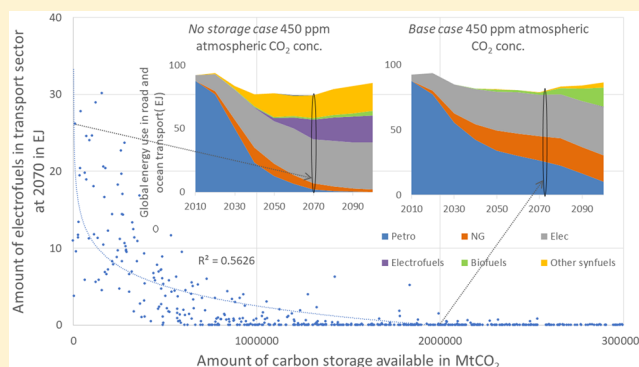 No storage case 450 ppm
atmospheric CO₂ conc.
Base case 450 ppm atmospheric
CO₂ conc.
40
30
20
10
0
Amount of electrofuels in transport sector
at 2070 in EJ
Global energy use in road and
ocean transport( EJ)
100
50
0
2010 2030 2050 2070 2090
0
100
50
0
2010 2030 2050 2070 2090
Petro NG Elec
Electrofuels Biofuels Other synfuels
R² = 0.5626
0 1000000 2000000 300000
Amount of carbon storage available in MtCO₂